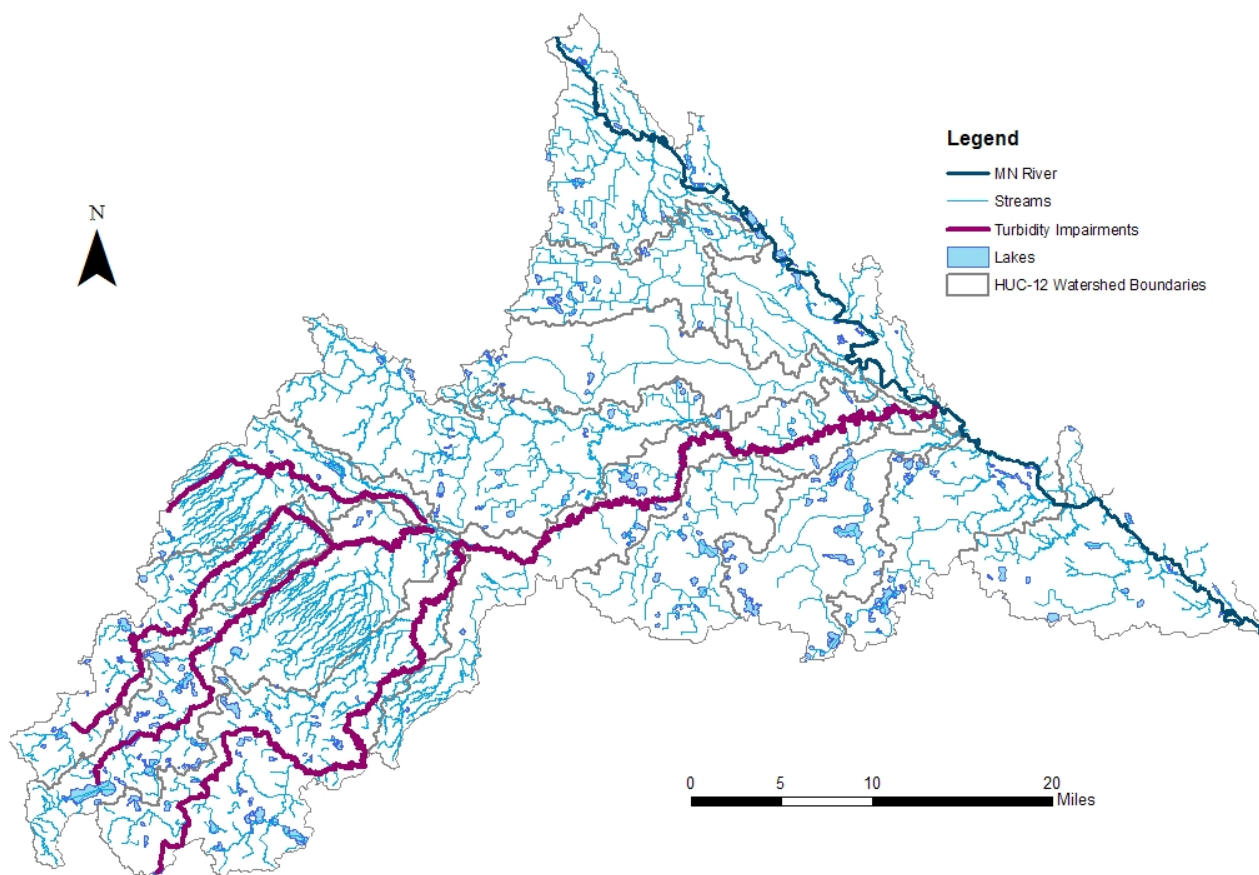 N
Legend
MN River
Streams
Turbidity Impairments
Lakes
HUC-12 Watershed Boundaries
0 5 10 20
Miles